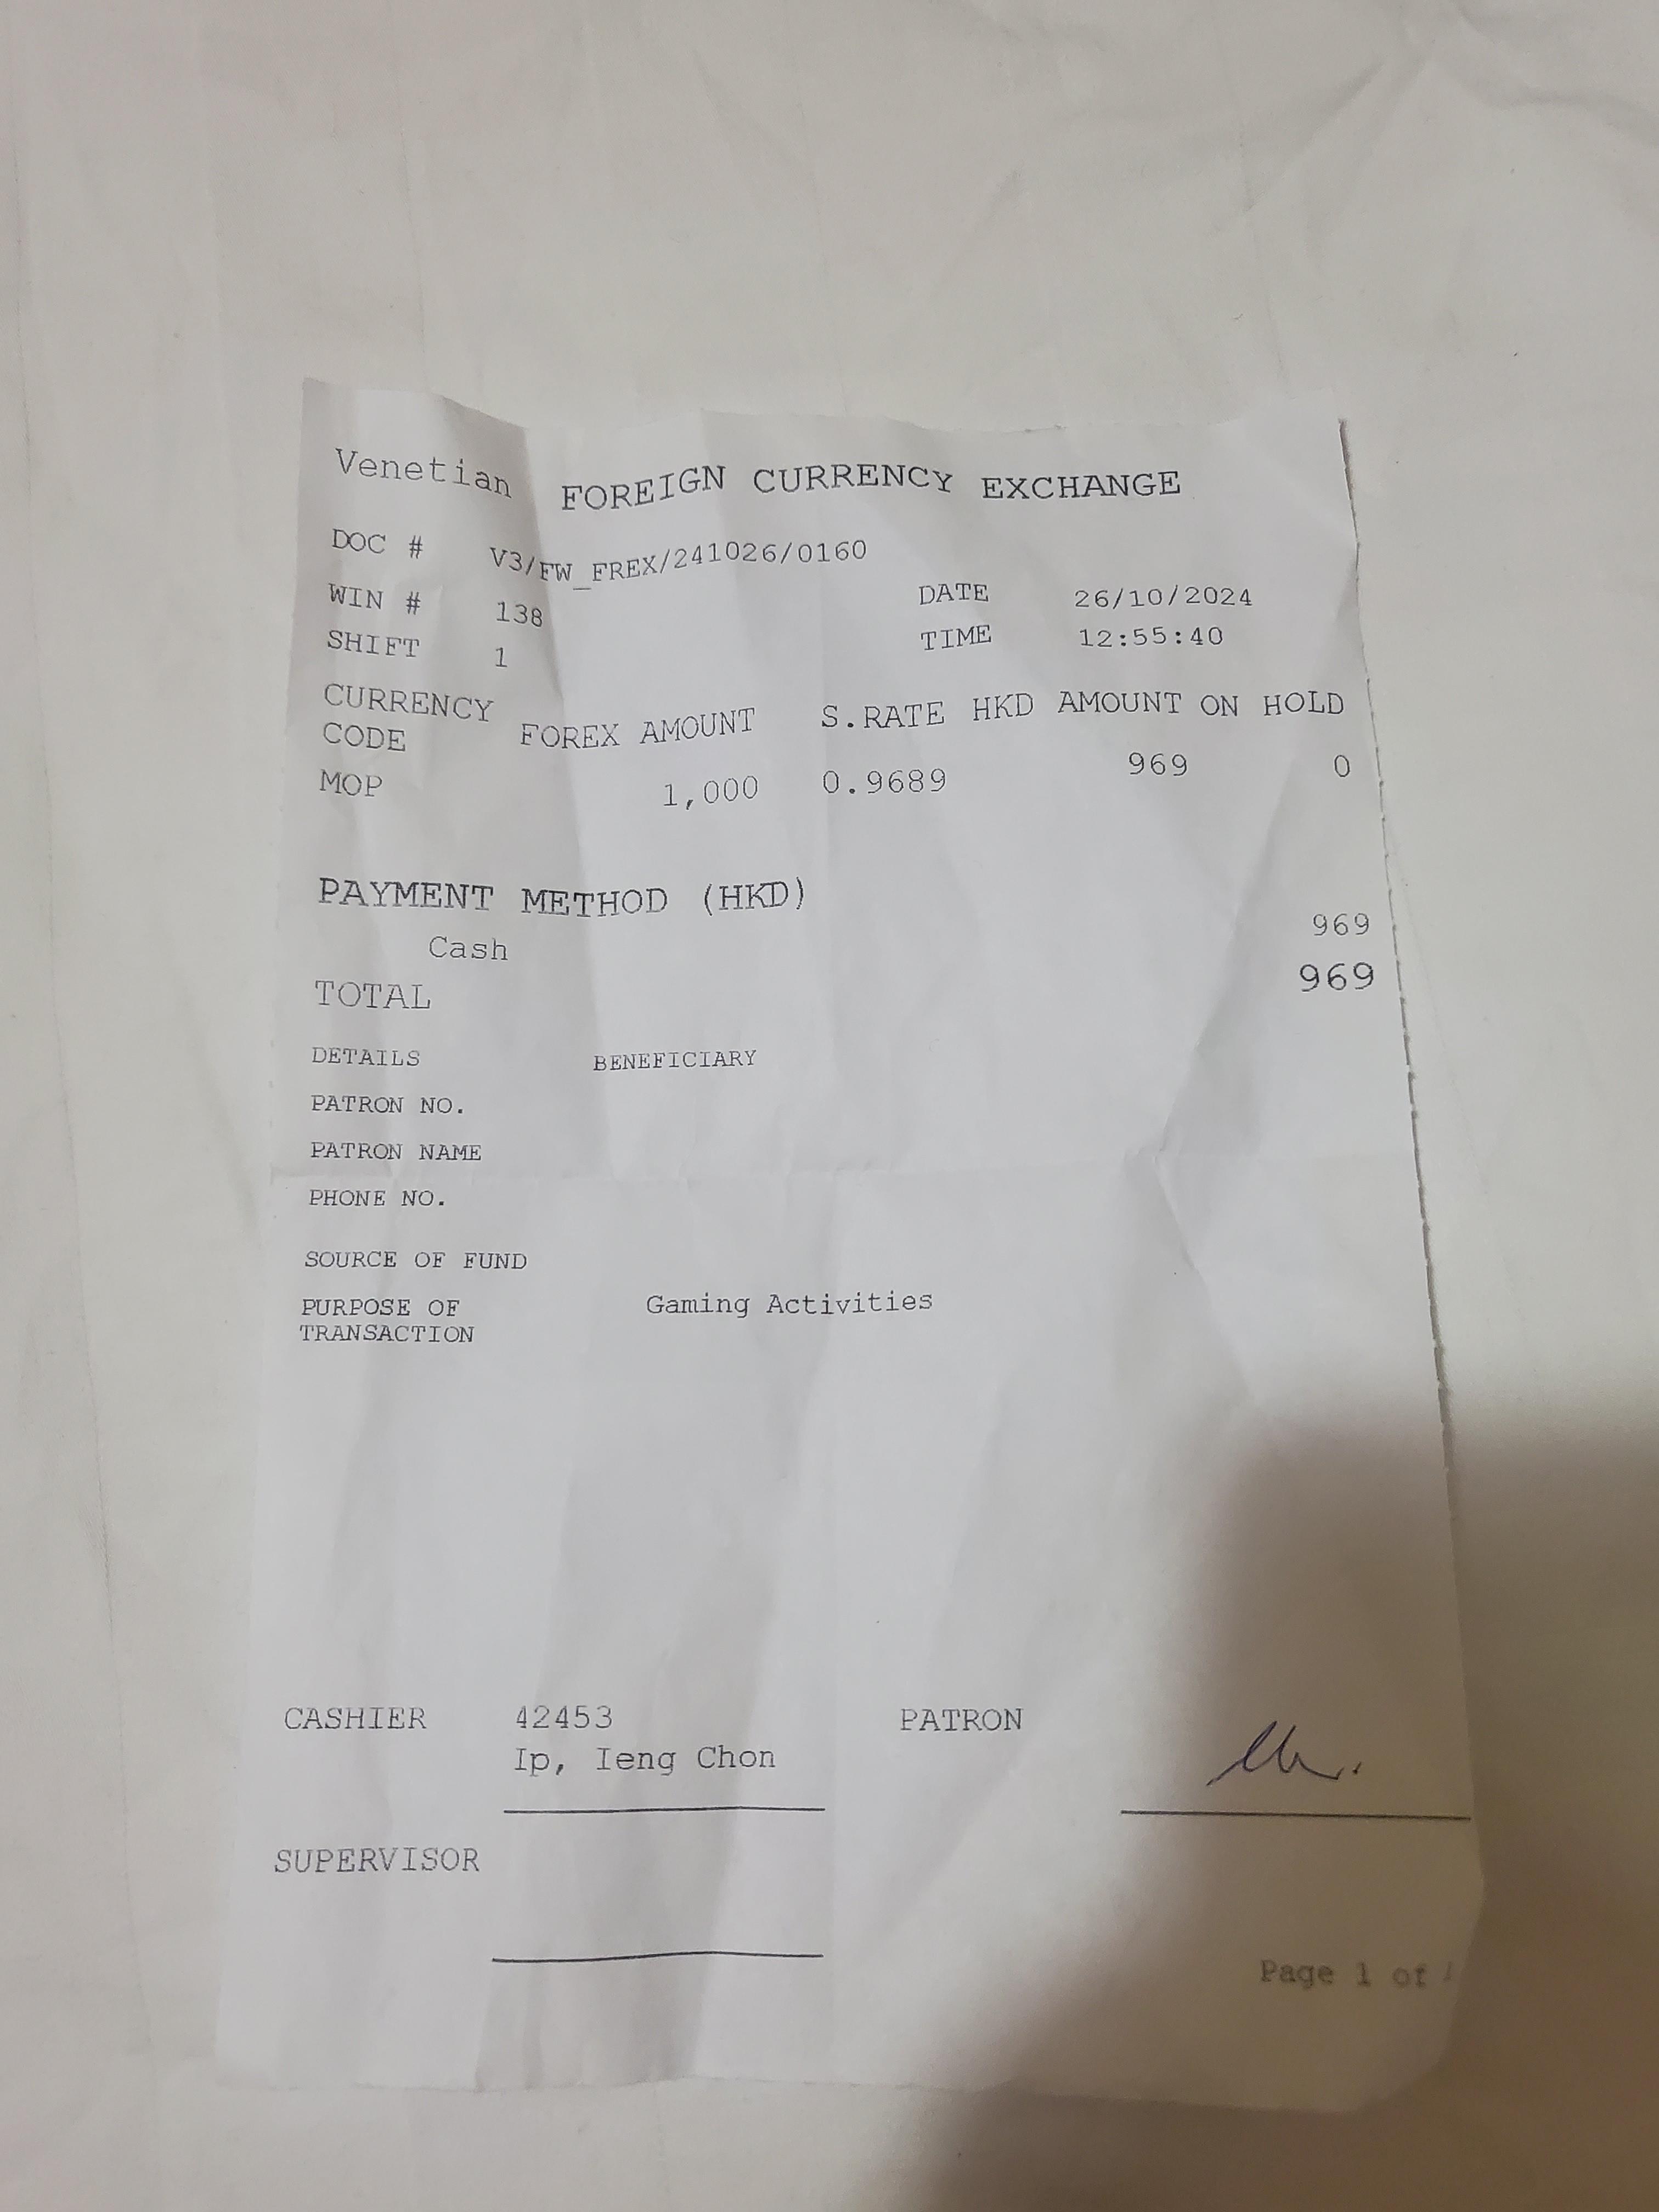 Venetian FOREIGN CURRENCY EXCHANGE
DOC # V3/FW_FREX/241026/0160
WIN # 138 DATE 26/10/2024
SHIFT 1 TIME 12:55:40
CURRENCY CODE FOREX AMOUNT S.RATE HKD AMOUNT ON HOLD
MOP 1,000 0.9689 969 0
PAYMENT METHOD (HKD)
Cash 969
TOTAL 969
DETAILS BENEFICIARY
PATRON NO.
PATRON NAME
PHONE NO.
SOURCE OF FUND
PURPOSE OF Gaming Activities
TRANSACTION
CASHIER 42453 PATRON
Ip, Ieng Chon
SUPERVISOR
Page 1 of